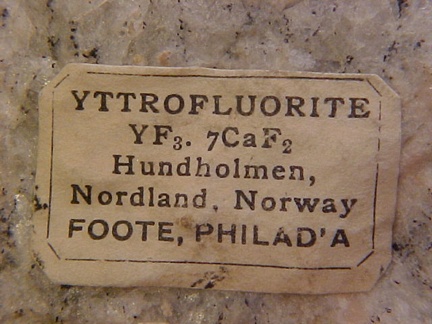 YTTROFLUORITE
YF₃. 7CaF₂
Hundholmen,
Nordland, Norway
FOOTE, PHILAD'A